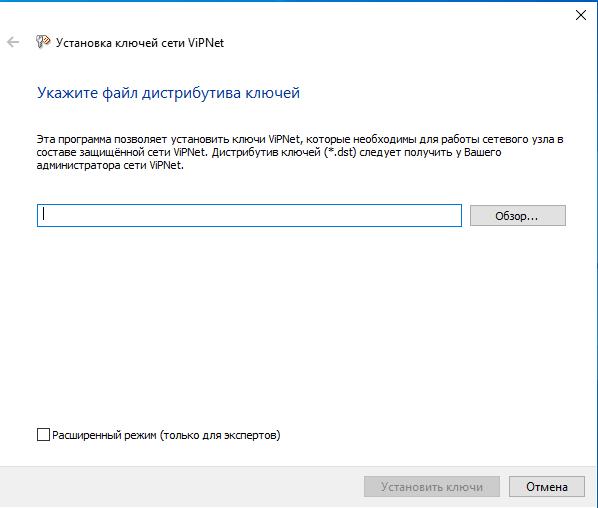 Установка ключей сети ViPNet
Укажите файл дистрибутива ключей
Эта программа позволяет установить ключи ViPNet, которые необходимы для работы сетевого узла в
составе защищённой сети ViPNet. Дистрибутив ключей (*.dst) следует получить у Вашего
администратора сети ViPNet.
Обзор...
Расширенный режим (только для экспертов)
Установить ключи
Отмена